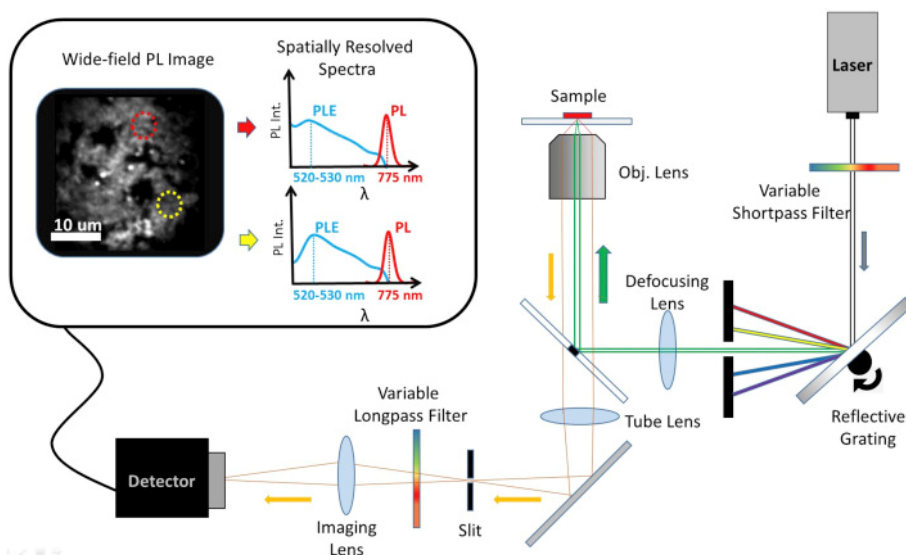 Wide-field PL Image
Spatially Resolved
Spectra
10 um
PL Int.
PLE
PL
520-530 nm
775 nm
λ
PL Int.
PLE
PL
520-530 nm
775 nm
λ
Sample
Obj. Lens
Laser
Variable
Shortpass Filter
Defocusing
Lens
Reflective
Grating
Tube Lens
Variable
Longpass Filter
Detector
Imaging
Lens
Slit